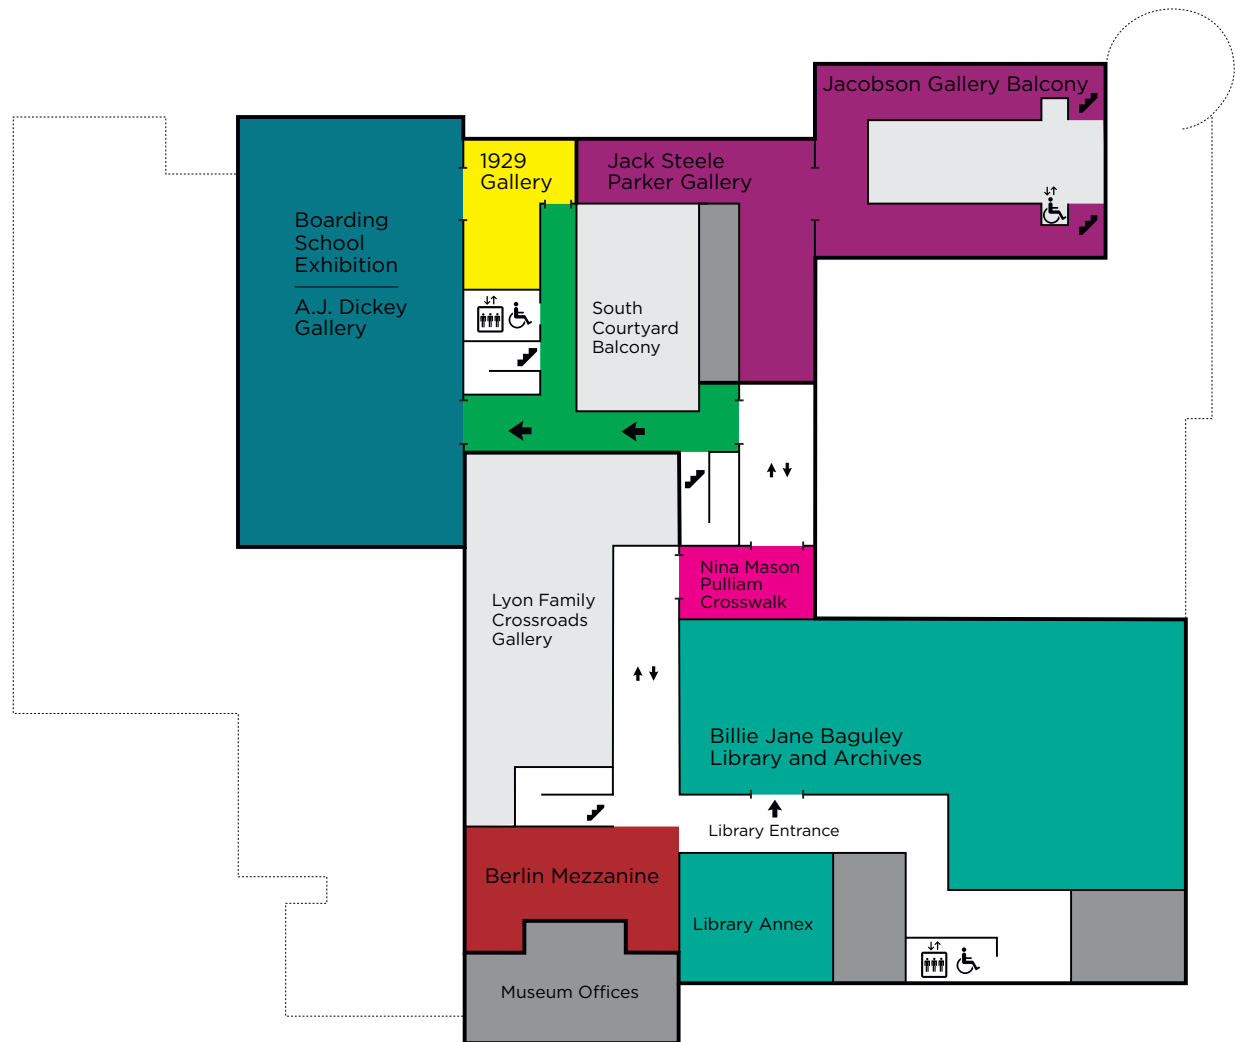 Jacobson Gallery Balcony
1929
Gallery
Jack Steele
Parker Gallery
Boarding
School
Exhibition
A.J. Dickey
Gallery
South
Courtyard
Balcony
Nina Mason
Pulliam
Crosswalk
Lyon Family
Crossroads
Gallery
Billie Jane Baguley
Library and Archives
Library Entrance
Berlin Mezzanine
Library Annex
Museum Offices